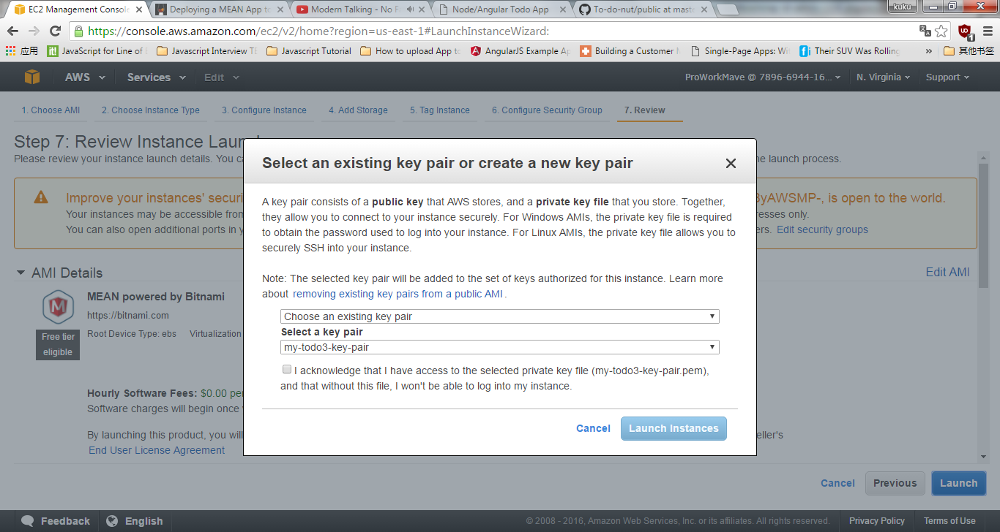 EC2 Management Console
Deploying a MEAN App to
Modern Talking - No F
Node/Angular Todo App
To-do-nut/public at maste
kuku
https://console.aws.amazon.com/ec2/v2/home?region=us-east-1#LaunchInstanceWizard:
应用
JavaScript for Line of
Javascript Interview
Javascript Tutorial
How to upload App to
AngularJS Example Ap
Building a Customer
Single-Page Apps: Wi
Their SUV Was Rolling
其他书签
AWS
Services
Edit
ProWorkMave @ 7896-6944-16...
N. Virginia
Support
1. Choose AMI
2. Choose Instance Type
3. Configure Instance
4. Add Storage
5. Tag Instance
6. Configure Security Group
7. Review
Step 7: Review Instance Laun
Please review your instance launch details. You ca
he launch process.
Improve your instances' securi
ByAWSMP-, is open to the world.
Your instances may be accessible from
resses only.
You can also open additional ports in y
ers. Edit security groups
AMI Details
Edit AMI
MEAN powered by Bitnami
https://bitnami.com
Root Device Type: ebs Virtualization
Free tier
eligible
Hourly Software Fees: $0.00 per
Software charges will begin once
By launching this product, you will
eller's
End User License Agreement
Select an existing key pair or create a new key pair
A key pair consists of a public key that AWS stores, and a private key file that you store. Together,
they allow you to connect to your instance securely. For Windows AMIs, the private key file is required
to obtain the password used to log into your instance. For Linux AMIs, the private key file allows you to
securely SSH into your instance.
Note: The selected key pair will be added to the set of keys authorized for this instance. Learn more
about removing existing key pairs from a public AMI.
Choose an existing key pair
Select a key pair
my-todo3-key-pair
I acknowledge that I have access to the selected private key file (my-todo3-key-pair.pem),
and that without this file, I won't be able to log into my instance.
Cancel
Launch Instances
Cancel
Previous
Launch
Feedback
English
© 2008 - 2016, Amazon Web Services, Inc. or its affiliates. All rights reserved.
Privacy Policy
Terms of Use